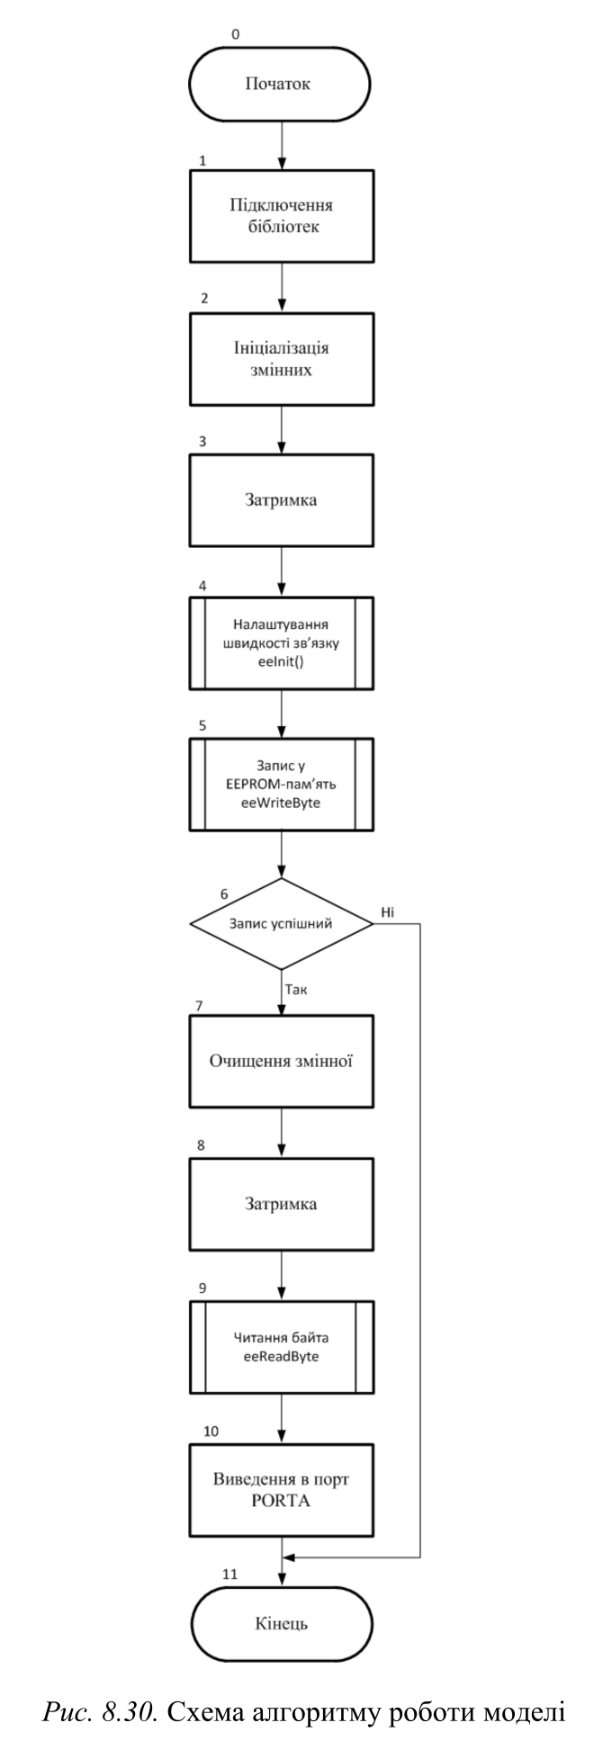 0
Початок
1
Підключення
бібліотек
2
Ініціалізація
змінних
3
Затримка
4
Налаштування
швидкості зв’язку
eeInit()
5
Запис у
EEPROM-пам’ять
eeWriteByte
6
Запис успішний
Ні
Так
7
Очищення змінної
8
Затримка
9
Читання байта
eeReadByte
10
Виведення в порт
PORTA
11
Кінець
Рис. 8.30. Схема алгоритму роботи моделі